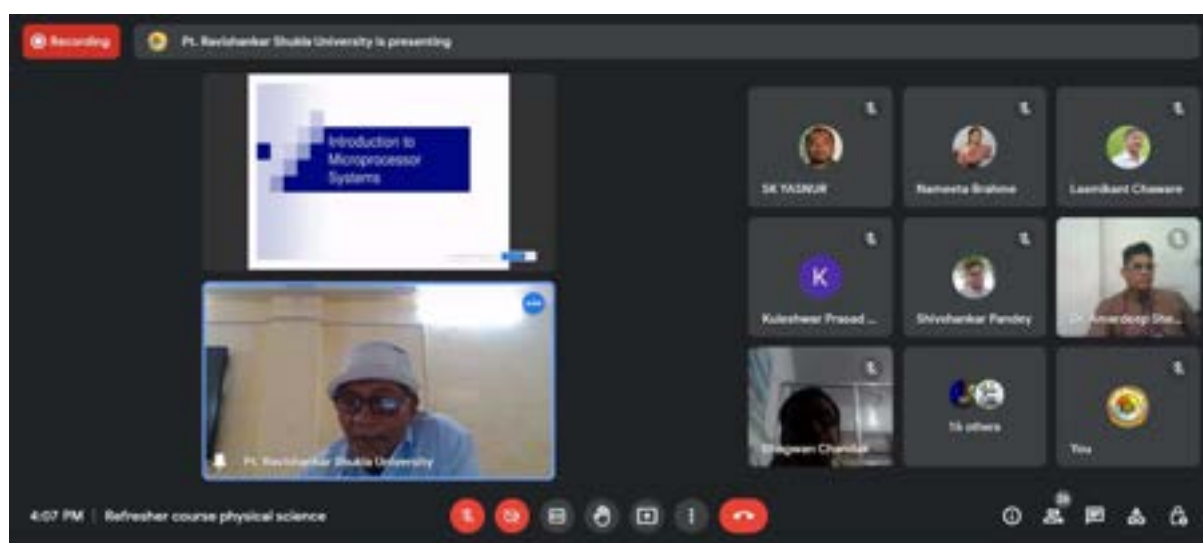 Recording
Pt. Ravishankar Shukla University is presenting
Introduction to
Microprocessor
Systems
Pt. Ravishankar Shukla University
SK YASNUR
Nameeta Brahme
Laxmikant Chaware
K
Kuleshwar Prasad ...
Shivshankar Pandey
Dr. Amardeep Sha...
Bhagwan Chandak
16 others
You
4:07 PM | Refresher course physical science